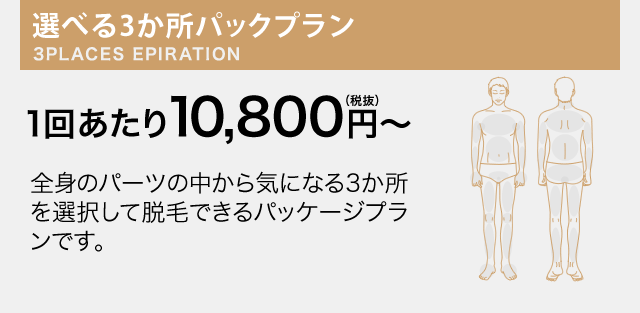 選べる3か所パックプラン
3PLACES EPIRATION
1回あたり10,800円(税抜)～
全身のパーツの中から気になる3か所
を選択して脱毛できるパッケージプラ
ンです。